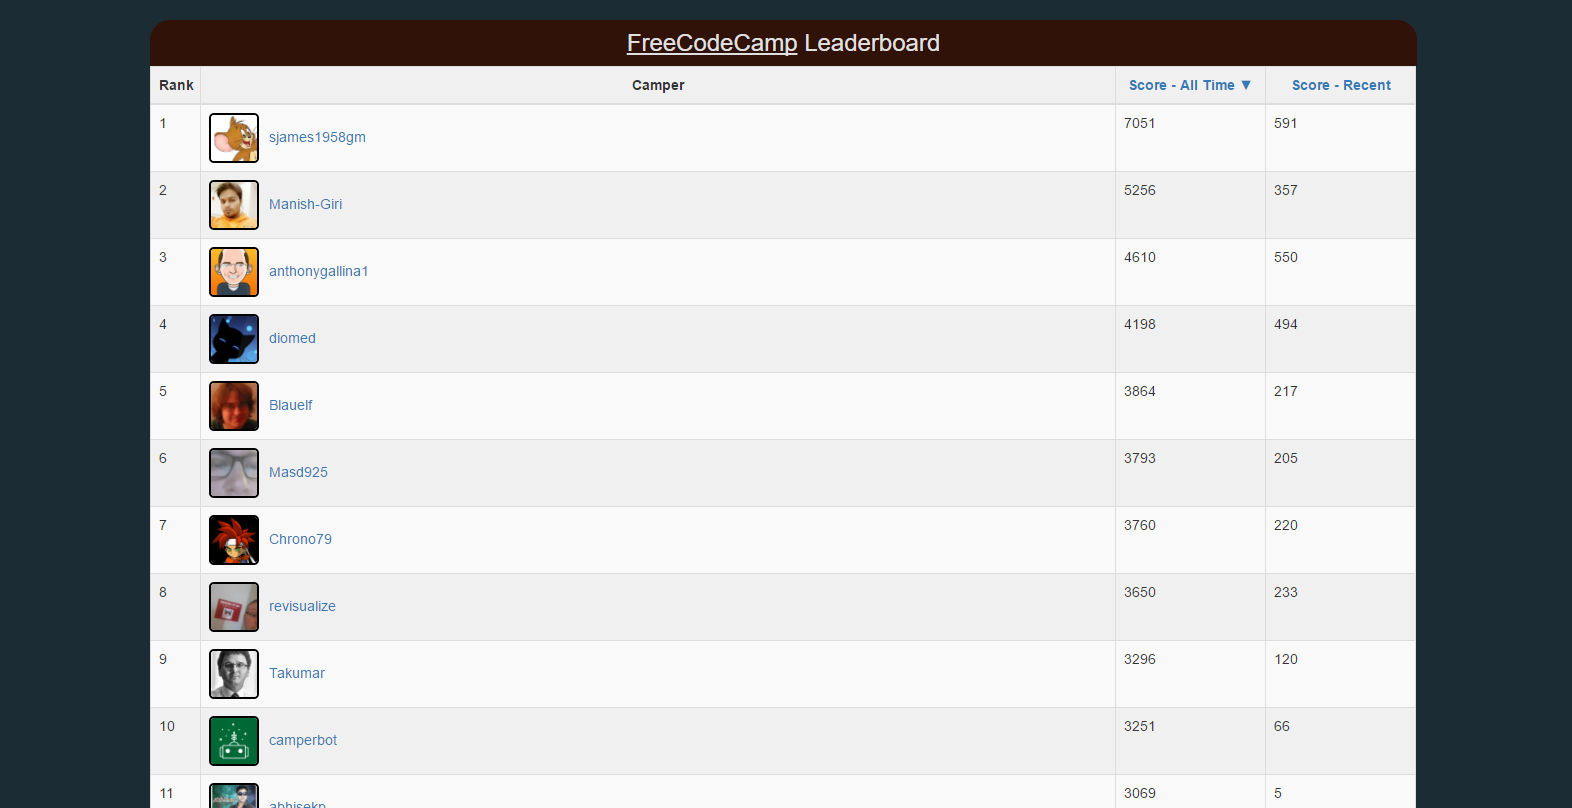 FreeCodeCamp Leaderboard
Rank Camper Score - All Time ▼ Score - Recent
1 sjames1958gm 7051 591
2 Manish-Giri 5256 357
3 anthonygallina1 4610 550
4 diomed 4198 494
5 Blauelf 3864 217
6 Masd925 3793 205
7 Chrono79 3760 220
8 revisualize 3650 233
9 Takumar 3296 120
10 camperbot 3251 66
11 abhisekp 3069 5